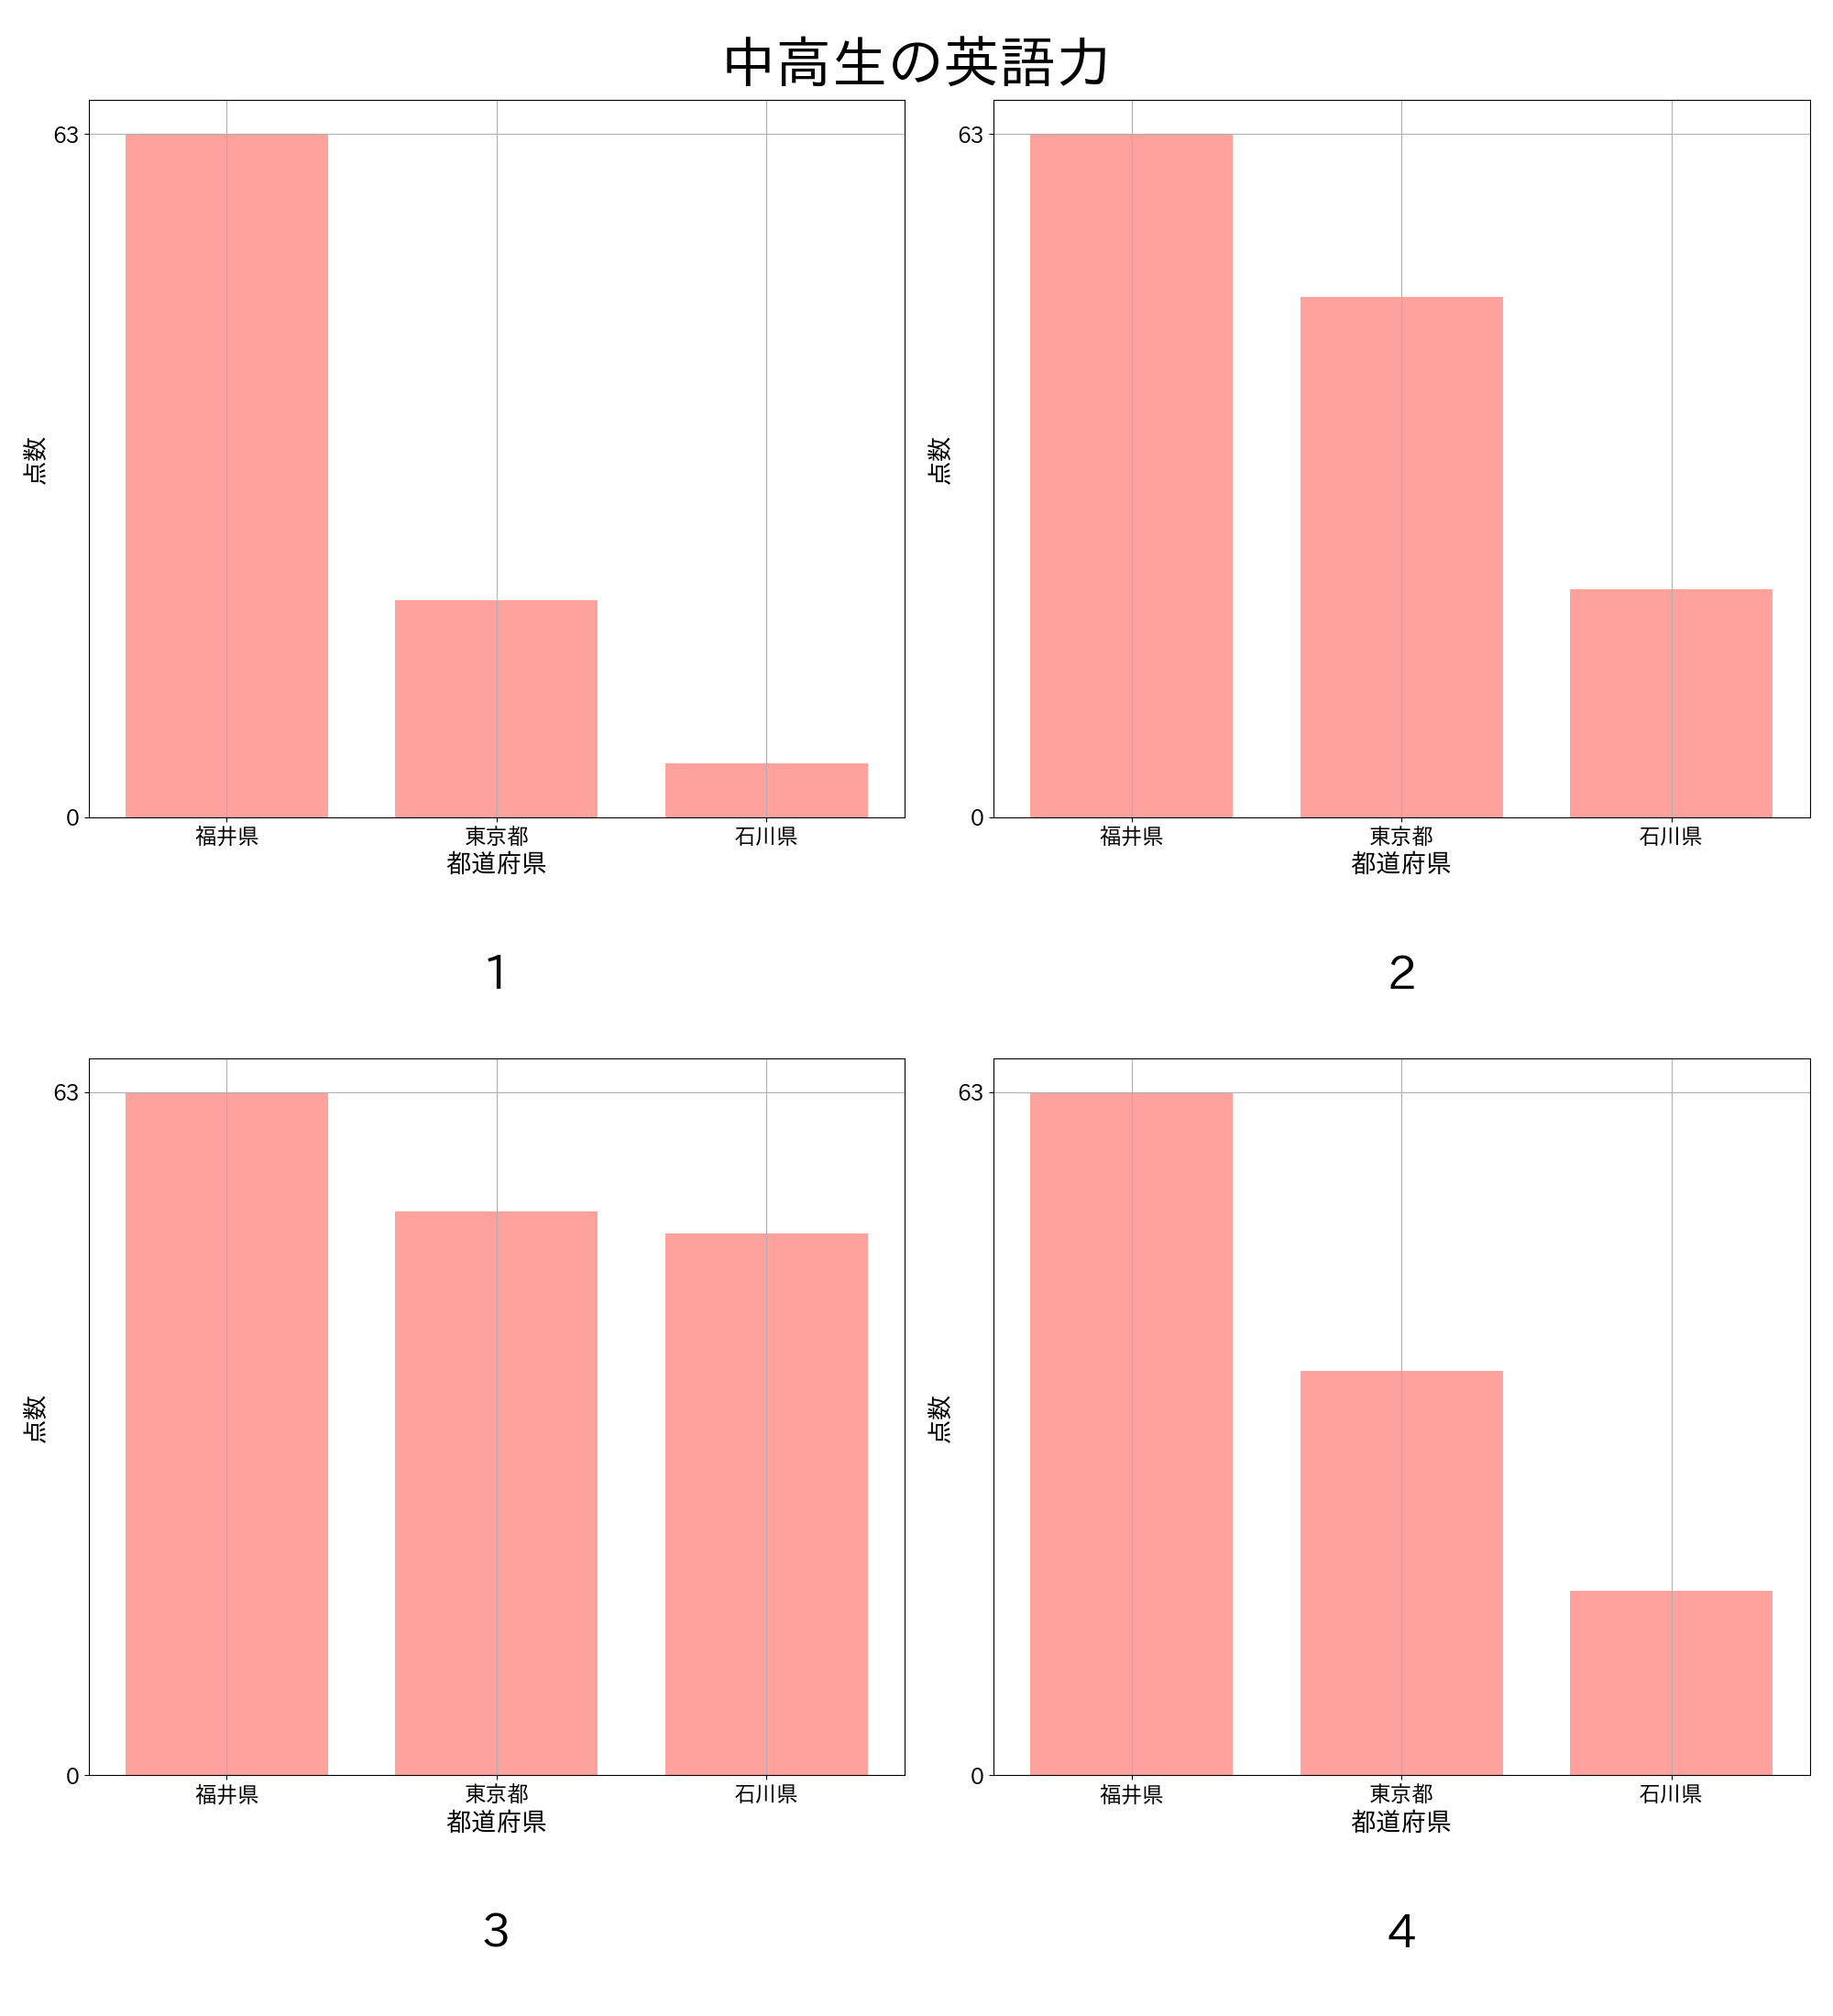 中高生の英語力
63
0
点数
福井県 東京都 石川県
都道府県
1
63
0
点数
福井県 東京都 石川県
都道府県
2
63
0
点数
福井県 東京都 石川県
都道府県
3
63
0
点数
福井県 東京都 石川県
都道府県
4